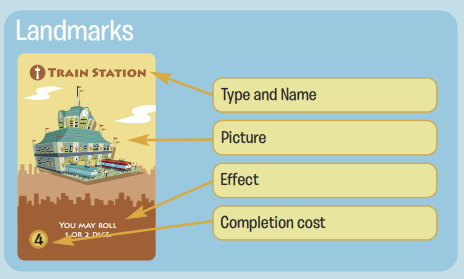 Landmarks
TRAIN STATION
Type and Name
Picture
Effect
Completion cost
YOU MAY ROLL
1 OR 2 DICE.
4